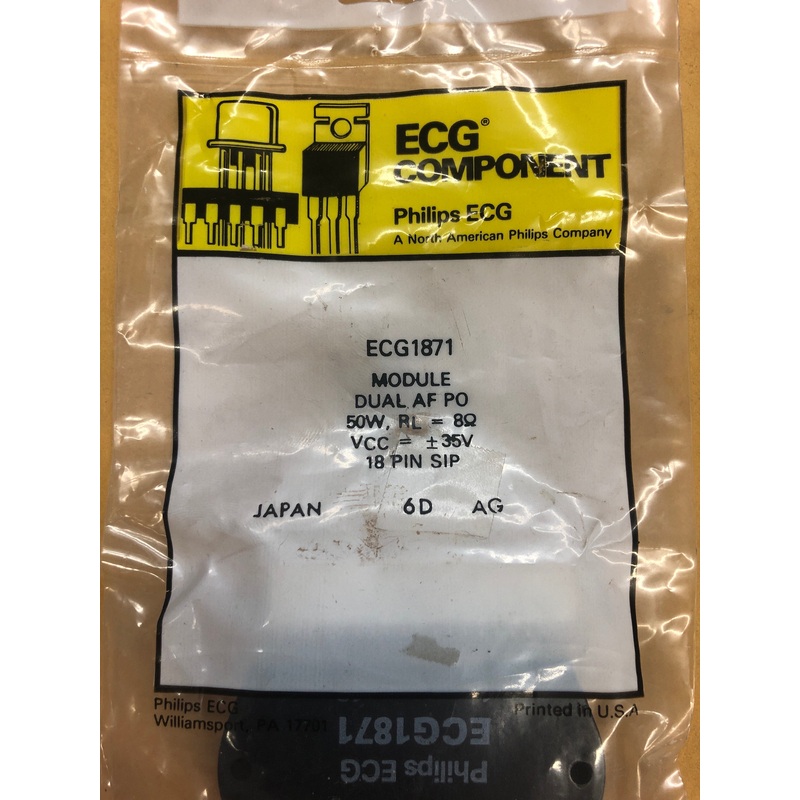 ECG®
COMPONENT
Philips ECG
A North American Philips Company
ECG1871
MODULE
DUAL AF PO
50W, RL = 8Ω
VCC = ±35V
18 PIN SIP
JAPAN 6D AG
Philips ECG
Williamsport, PA 17701
Printed in U.S.A
ECG1871
Philips ECG